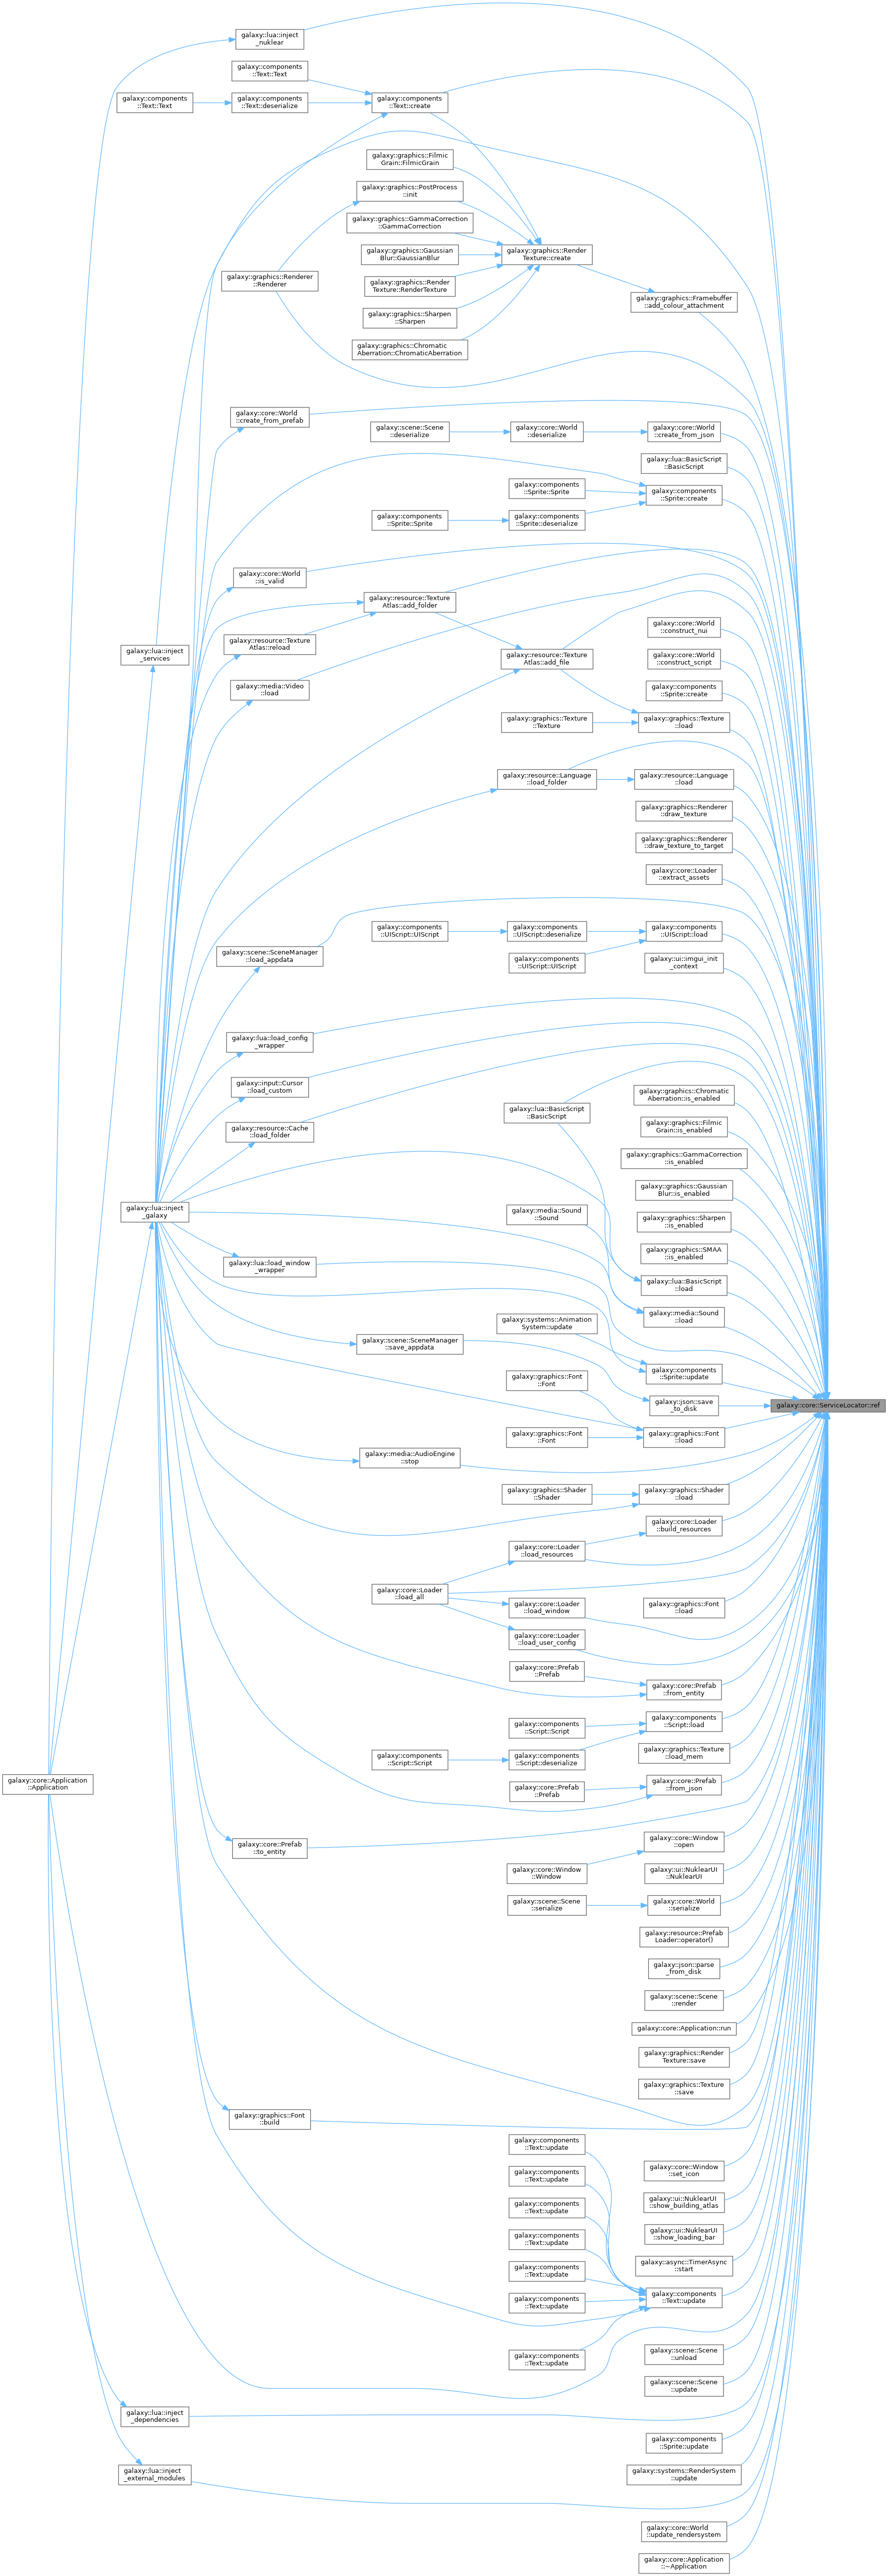 galaxy::lua::inject
_nuklear
galaxy::components
::Text::Text
galaxy::components
::Text::Text
galaxy::components
::Text::deserialize
galaxy::components
::Text::create
galaxy::graphics::Filmic
Grain::FilmicGrain
galaxy::graphics::PostProcess
::init
galaxy::graphics::GammaCorrection
::GammaCorrection
galaxy::graphics::Gaussian
Blur::GaussianBlur
galaxy::graphics::Render
Texture::create
galaxy::graphics::Renderer
::Renderer
galaxy::graphics::Render
Texture::RenderTexture
galaxy::graphics::Framebuffer
::add_colour_attachment
galaxy::graphics::Sharpen
::Sharpen
galaxy::graphics::Chromatic
Aberration::ChromaticAberration
galaxy::core::World
::create_from_prefab
galaxy::scene::Scene
::deserialize
galaxy::core::World
::deserialize
galaxy::core::World
::create_from_json
galaxy::lua::BasicScript
::BasicScript
galaxy::components
::Sprite::Sprite
galaxy::components
::Sprite::create
galaxy::components
::Sprite::Sprite
galaxy::components
::Sprite::deserialize
galaxy::core::World
::is_valid
galaxy::resource::Texture
Atlas::add_folder
galaxy::core::World
::construct_nui
galaxy::resource::Texture
Atlas::reload
galaxy::lua::inject
_services
galaxy::resource::Texture
Atlas::add_file
galaxy::core::World
::construct_script
galaxy::media::Video
::load
galaxy::components
::Sprite::create
galaxy::graphics::Texture
::Texture
galaxy::graphics::Texture
::load
galaxy::resource::Language
::load_folder
galaxy::resource::Language
::load
galaxy::graphics::Renderer
::draw_texture
galaxy::graphics::Renderer
::draw_texture_to_target
galaxy::core::Loader
::extract_assets
galaxy::components
::UIScript::UIScript
galaxy::components
::UIScript::deserialize
galaxy::components
::UIScript::load
galaxy::scene::SceneManager
::load_appdata
galaxy::components
::UIScript::UIScript
galaxy::ui::imgui_init
_context
galaxy::lua::load_config
_wrapper
galaxy::input::Cursor
::load_custom
galaxy::graphics::Chromatic
Aberration::is_enabled
galaxy::lua::BasicScript
::BasicScript
galaxy::resource::Cache
::load_folder
galaxy::graphics::Filmic
Grain::is_enabled
galaxy::graphics::GammaCorrection
::is_enabled
galaxy::graphics::Gaussian
Blur::is_enabled
galaxy::lua::inject
_galaxy
galaxy::media::Sound
::Sound
galaxy::graphics::Sharpen
::is_enabled
galaxy::graphics::SMAA
::is_enabled
galaxy::lua::load_window
_wrapper
galaxy::lua::BasicScript
::load
galaxy::media::Sound
::load
galaxy::systems::Animation
System::update
galaxy::scene::SceneManager
::save_appdata
galaxy::components
::Sprite::update
galaxy::graphics::Font
::Font
galaxy::json::save
_to_disk
galaxy::core::ServiceLocator::ref
galaxy::graphics::Font
::Font
galaxy::graphics::Font
::load
galaxy::media::AudioEngine
::stop
galaxy::graphics::Shader
::Shader
galaxy::graphics::Shader
::load
galaxy::core::Loader
::build_resources
galaxy::core::Loader
::load_resources
galaxy::core::Loader
::load_all
galaxy::core::Loader
::load_window
galaxy::graphics::Font
::load
galaxy::core::Loader
::load_user_config
galaxy::core::Prefab
::Prefab
galaxy::core::Prefab
::from_entity
galaxy::components
::Script::Script
galaxy::components
::Script::load
galaxy::components
::Script::Script
galaxy::components
::Script::deserialize
galaxy::graphics::Texture
::load_mem
galaxy::core::Application
::Application
galaxy::core::Prefab
::Prefab
galaxy::core::Prefab
::from_json
galaxy::core::Prefab
::to_entity
galaxy::core::Window
::open
galaxy::core::Window
::Window
galaxy::ui::NuklearUI
::NuklearUI
galaxy::scene::Scene
::serialize
galaxy::core::World
::serialize
galaxy::resource::Prefab
Loader::operator()
galaxy::json::parse
_from_disk
galaxy::scene::Scene
::render
galaxy::core::Application::run
galaxy::graphics::Render
Texture::save
galaxy::graphics::Texture
::save
galaxy::graphics::Font
::build
galaxy::components
::Text::update
galaxy::core::Window
::set_icon
galaxy::components
::Text::update
galaxy::ui::NuklearUI
::show_building_atlas
galaxy::components
::Text::update
galaxy::ui::NuklearUI
::show_loading_bar
galaxy::components
::Text::update
galaxy::async::TimerAsync
::start
galaxy::components
::Text::update
galaxy::components
::Text::update
galaxy::components
::Text::update
galaxy::components
::Text::update
galaxy::scene::Scene
::unload
galaxy::scene::Scene
::update
galaxy::lua::inject
_dependencies
galaxy::components
::Sprite::update
galaxy::lua::inject
_external_modules
galaxy::systems::RenderSystem
::update
galaxy::core::World
::update_rendersystem
galaxy::core::Application
::~Application